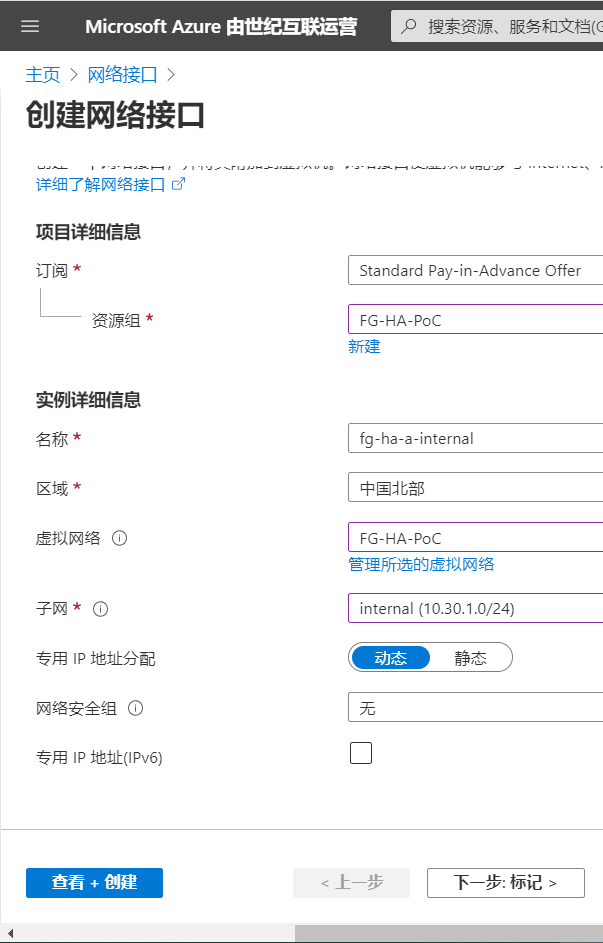 Microsoft Azure 由世纪互联运营
搜索资源、服务和文档(G
主页 > 网络接口 >
创建网络接口
详细了解网络接口
项目详细信息
订阅 *
Standard Pay-in-Advance Offer
资源组 *
FG-HA-PoC
新建
实例详细信息
名称 *
fg-ha-a-internal
区域 *
中国北部
虚拟网络
FG-HA-PoC
管理所选的虚拟网络
子网 *
internal (10.30.1.0/24)
专用 IP 地址分配
动态 静态
网络安全组
无
专用 IP 地址(IPv6)
查看 + 创建
< 上一步
下一步: 标记 >